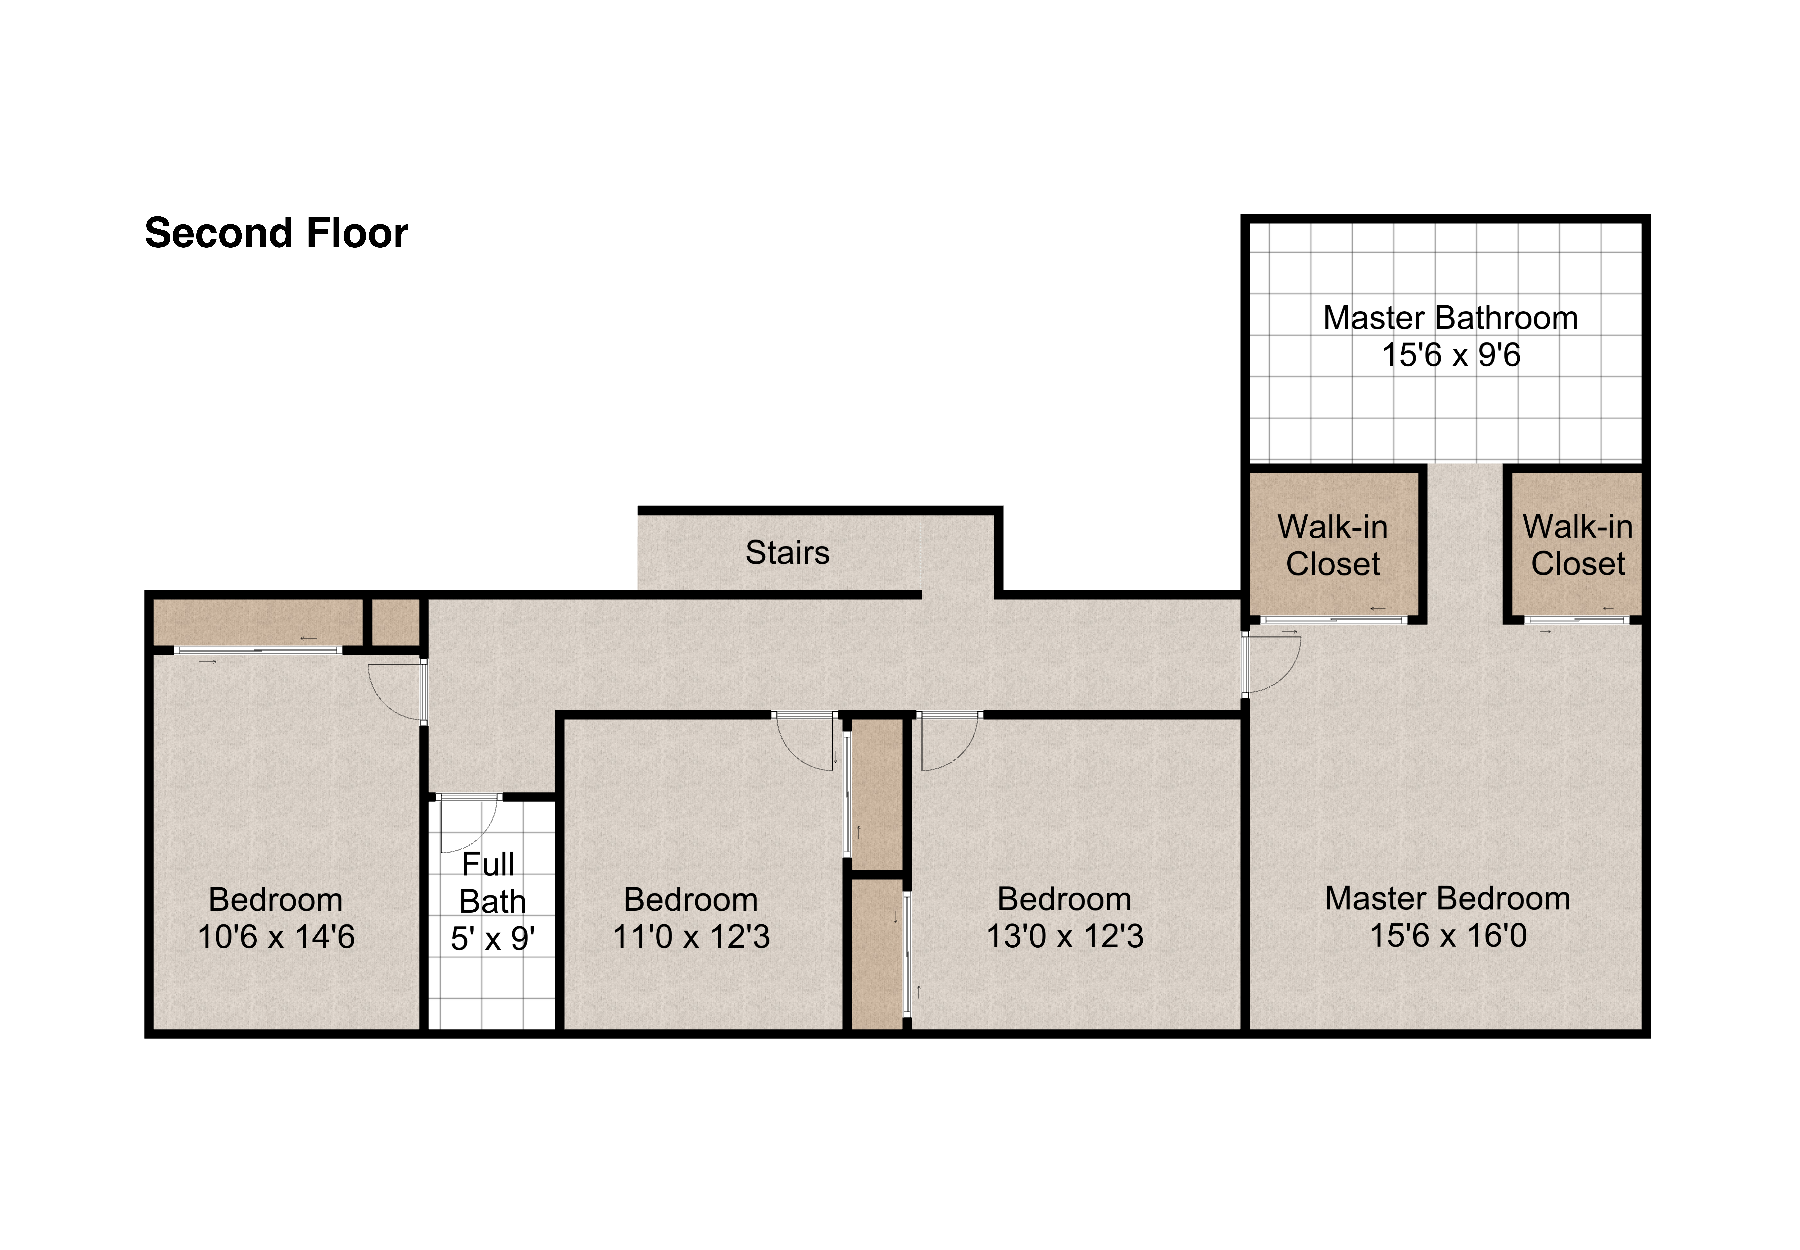 Second Floor
Master Bathroom
15'6 x 9'6
Walk-in
Closet
Walk-in
Closet
Stairs
Bedroom
10'6 x 14'6
Full
Bath
5' x 9'
Bedroom
11'0 x 12'3
Bedroom
13'0 x 12'3
Master Bedroom
15'6 x 16'0